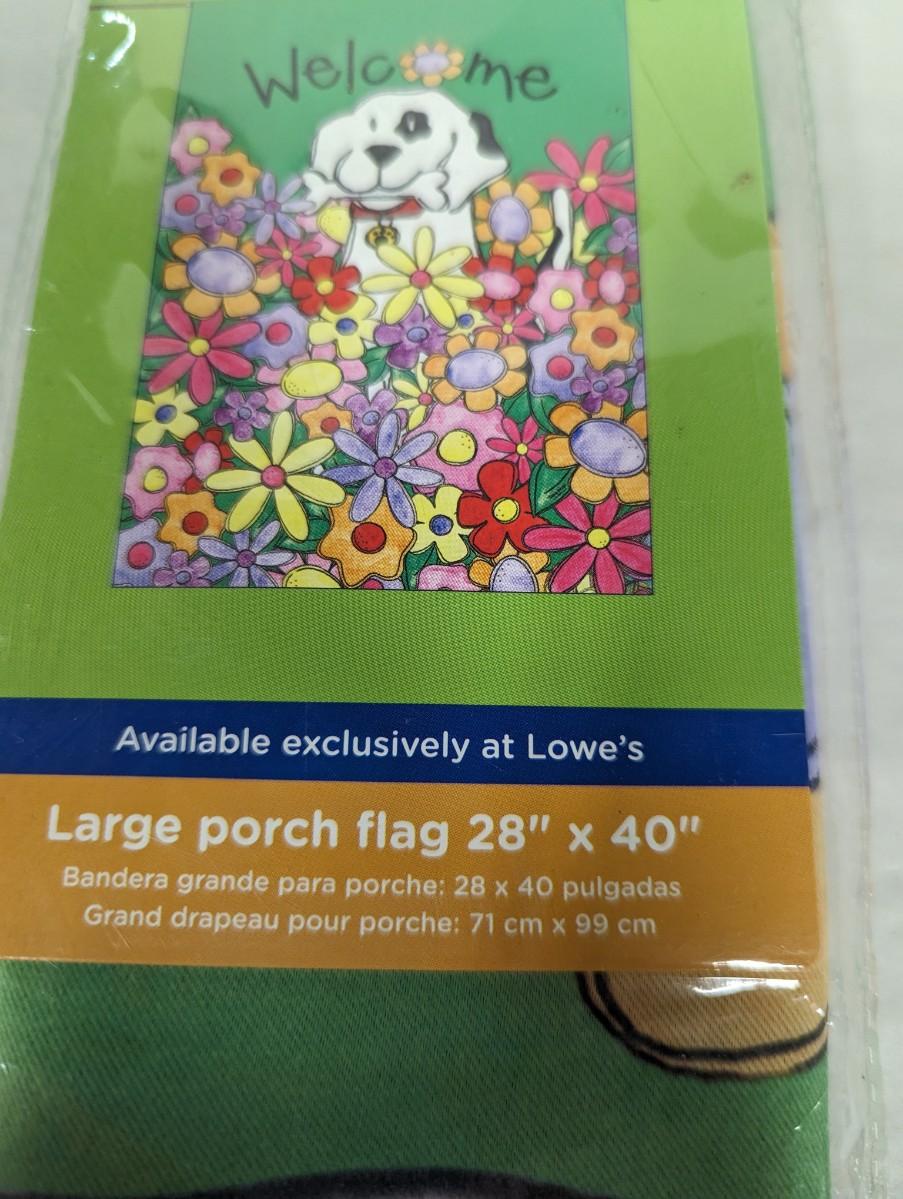 Welcome
Available exclusively at Lowe's
Large porch flag 28" x 40"
Bandera grande para porche: 28 x 40 pulgadas
Grand drapeau pour porche: 71 cm x 99 cm